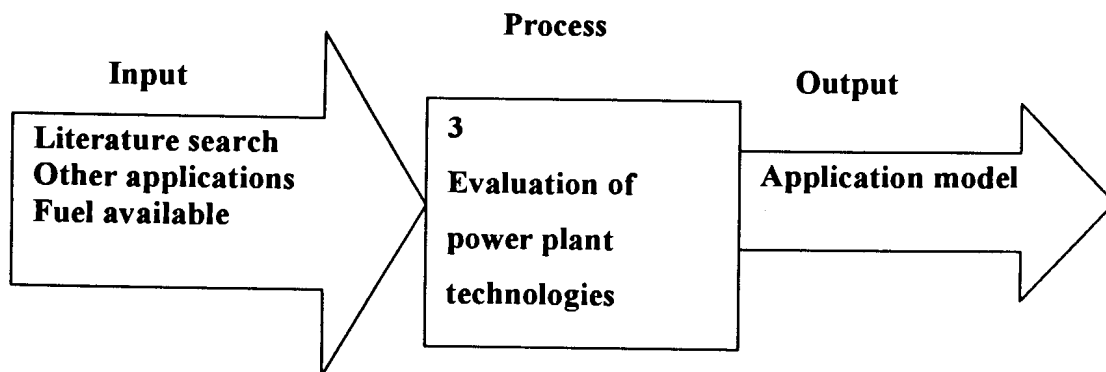 Process
Input
Output
Literature search
Other applications
Fuel available
3
Evaluation of
power plant
technologies
Application model